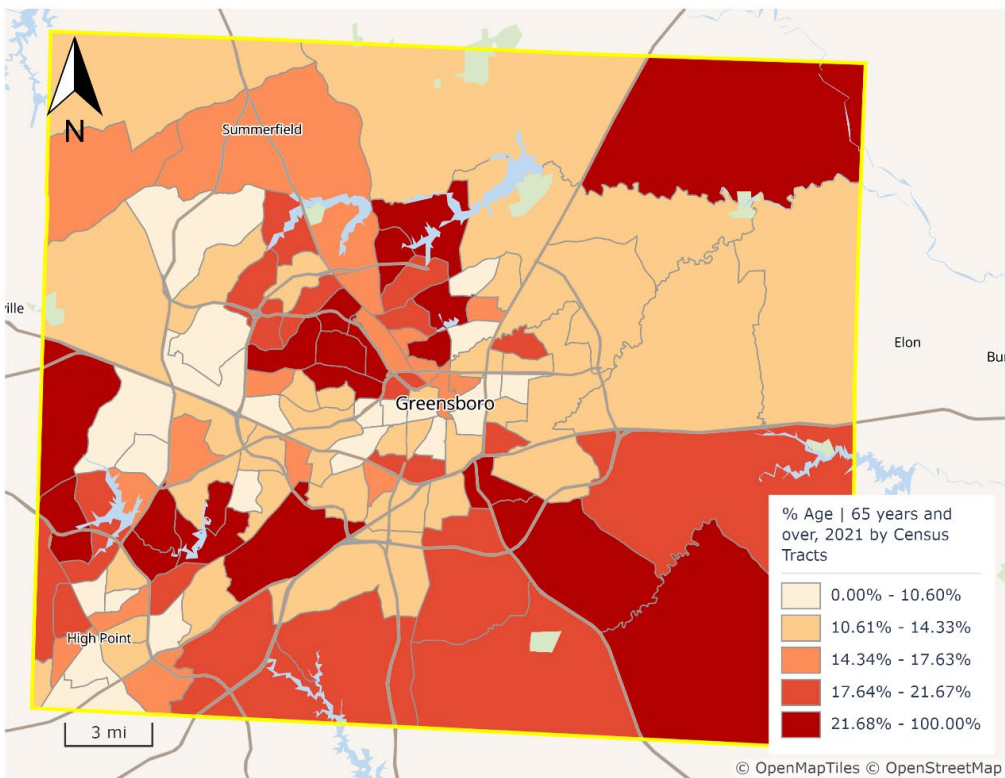 N
Summerfield
ville
Elon
Bu
Greensboro
High Point
3 mi
% Age | 65 years and
over, 2021 by Census
Tracts
0.00% - 10.60%
10.61% - 14.33%
14.34% - 17.63%
17.64% - 21.67%
21.68% - 100.00%
© OpenMapTiles © OpenStreetMap